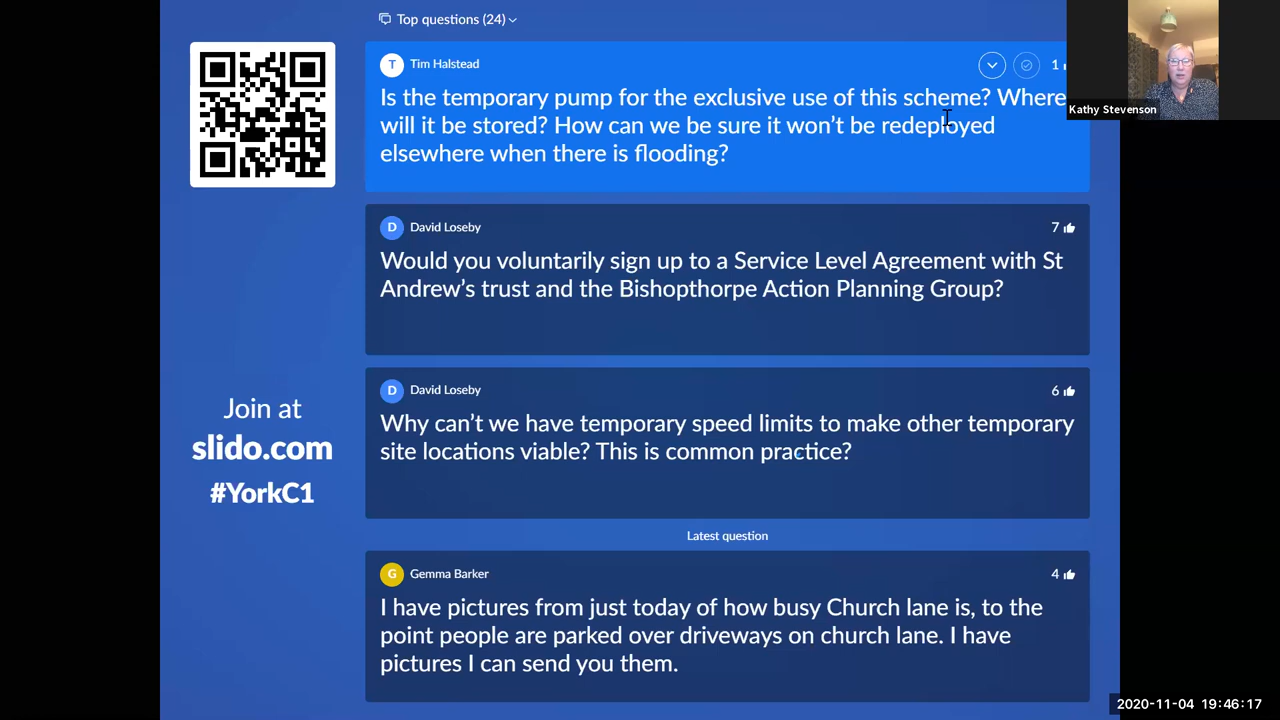 Top questions (24)
T Tim Halstead 1
Is the temporary pump for the exclusive use of this scheme? Where
will it be stored? How can we be sure it won't be redeployed
elsewhere when there is flooding?
Kathy Stevenson
D David Loseby 7
Would you voluntarily sign up to a Service Level Agreement with St
Andrew's trust and the Bishopthorpe Action Planning Group?
D David Loseby 6
Why can't we have temporary speed limits to make other temporary
site locations viable? This is common practice?
Join at
slido.com
#YorkC1
Latest question
G Gemma Barker 4
I have pictures from just today of how busy Church lane is, to the
point people are parked over driveways on church lane. I have
pictures I can send you them.
2020-11-04 19:46:17